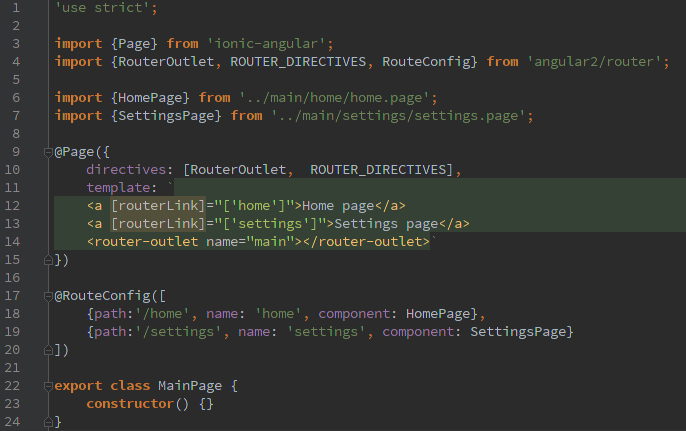 1 'use strict';
2
3 import {Page} from 'ionic-angular';
4 import {RouterOutlet, ROUTER_DIRECTIVES, RouteConfig} from 'angular2/router';
5
6 import {HomePage} from '../main/home/home.page';
7 import {SettingsPage} from '../main/settings/settings.page';
8
9 @Page({
10     directives: [RouterOutlet,  ROUTER_DIRECTIVES],
11     template: `
12     <a [routerLink]="['home']">Home page</a>
13     <a [routerLink]="['settings']">Settings page</a>
14     <router-outlet name="main"></router-outlet>`
15 })
16
17 @RouteConfig([
18     {path:'/home', name: 'home', component: HomePage},
19     {path:'/settings', name: 'settings', component: SettingsPage}
20 ])
21
22 export class MainPage {
23     constructor() {}
24 }